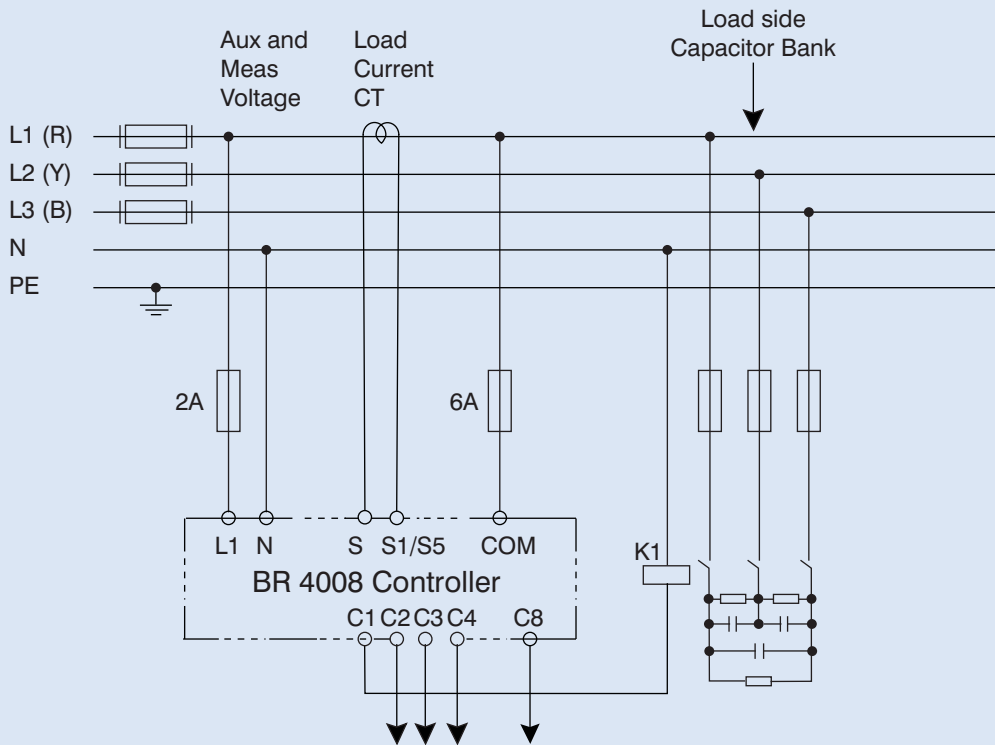 Aux and
Meas
Voltage
Load
Current
CT
Load side
Capacitor Bank
L1 (R)
L2 (Y)
L3 (B)
N
PE
2A
6A
L1 N S S1/S5 COM
BR 4008 Controller
K1
C1 C2 C3 C4 C8